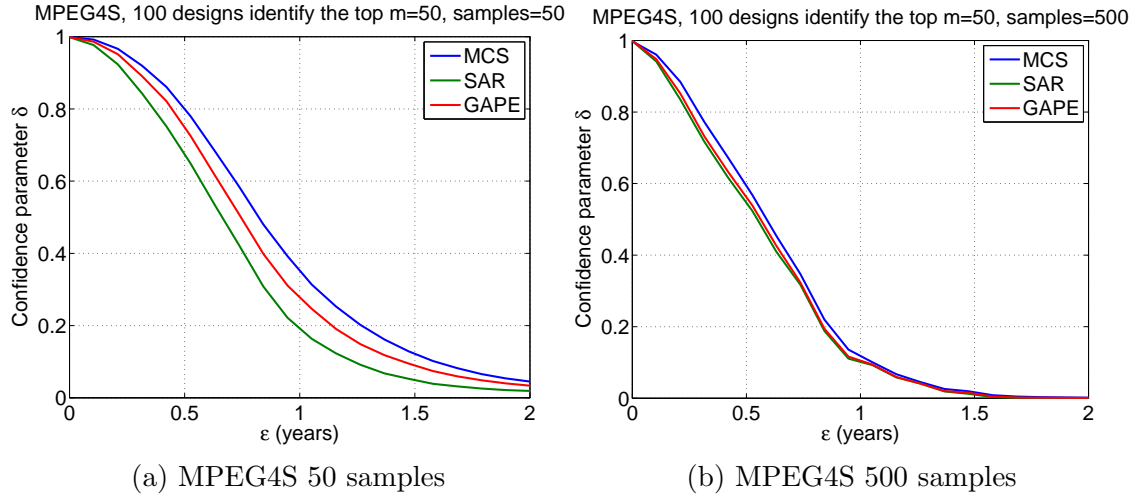 MPEG4S, 100 designs identify the top m=50, samples=50
1
0.8
0.6
0.4
0.2
0
0
0.5
1
1.5
2
Confidence parameter δ
ε (years)
MCS
SAR
GAPE
(a) MPEG4S 50 samples
MPEG4S, 100 designs identify the top m=50, samples=500
1
0.8
0.6
0.4
0.2
0
0
0.5
1
1.5
2
Confidence parameter δ
ε (years)
MCS
SAR
GAPE
(b) MPEG4S 500 samples